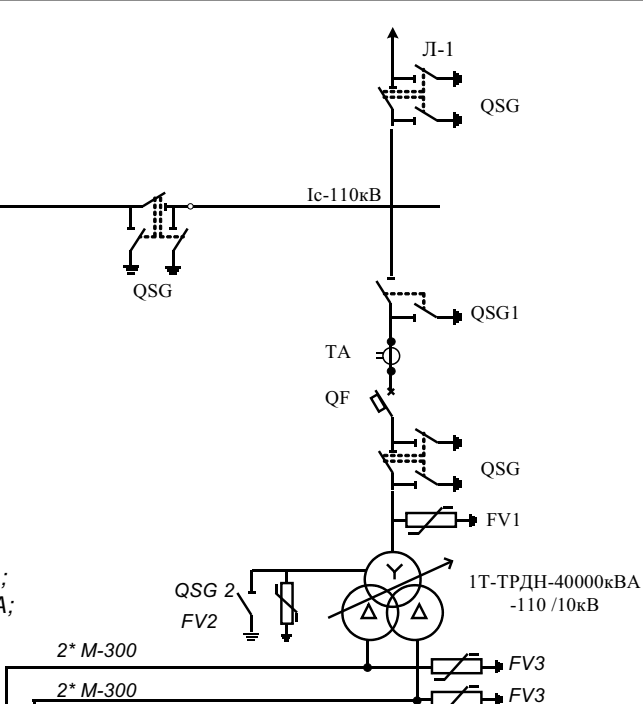 Л-1
QSG
Iс-110кВ
QSG
QSG1
TA
QF
QSG
FV1
;
А;
QSG 2
FV2
1Т-ТРДН-40000кВА
-110 /10кВ
2* М-300
FV3
2* М-300
FV3